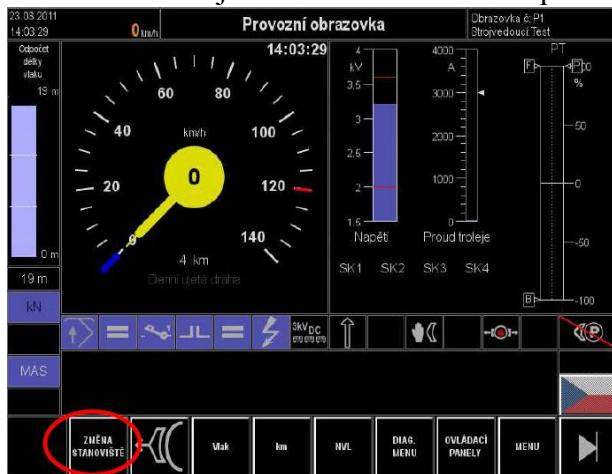 23.03.2011
14:03:29
0 km/h
Provozní obrazovka
Obrazovka č. P1
Strojvedoucí Test
Odpočet
délky
vlaku
19 m
0 m
19 m
kN
MAS
14:03:29
km/h
0
20
40
60
80
100
120
140
0
4 km
Denní ujetá dráha
4
kV
3.5
3
2.5
2
1.5
Napětí
4000
A
3000
2000
1000
0
Proud troleje
SK1 SK2 SK3 SK4
PT
F
P
%
50
0
-50
-100
B
3kV DC
P
ZMĚNA
STANOVIŠTĚ
Vlak
km
NVL
DIAG.
MENU
OVLÁDACÍ
PANELY
MENU